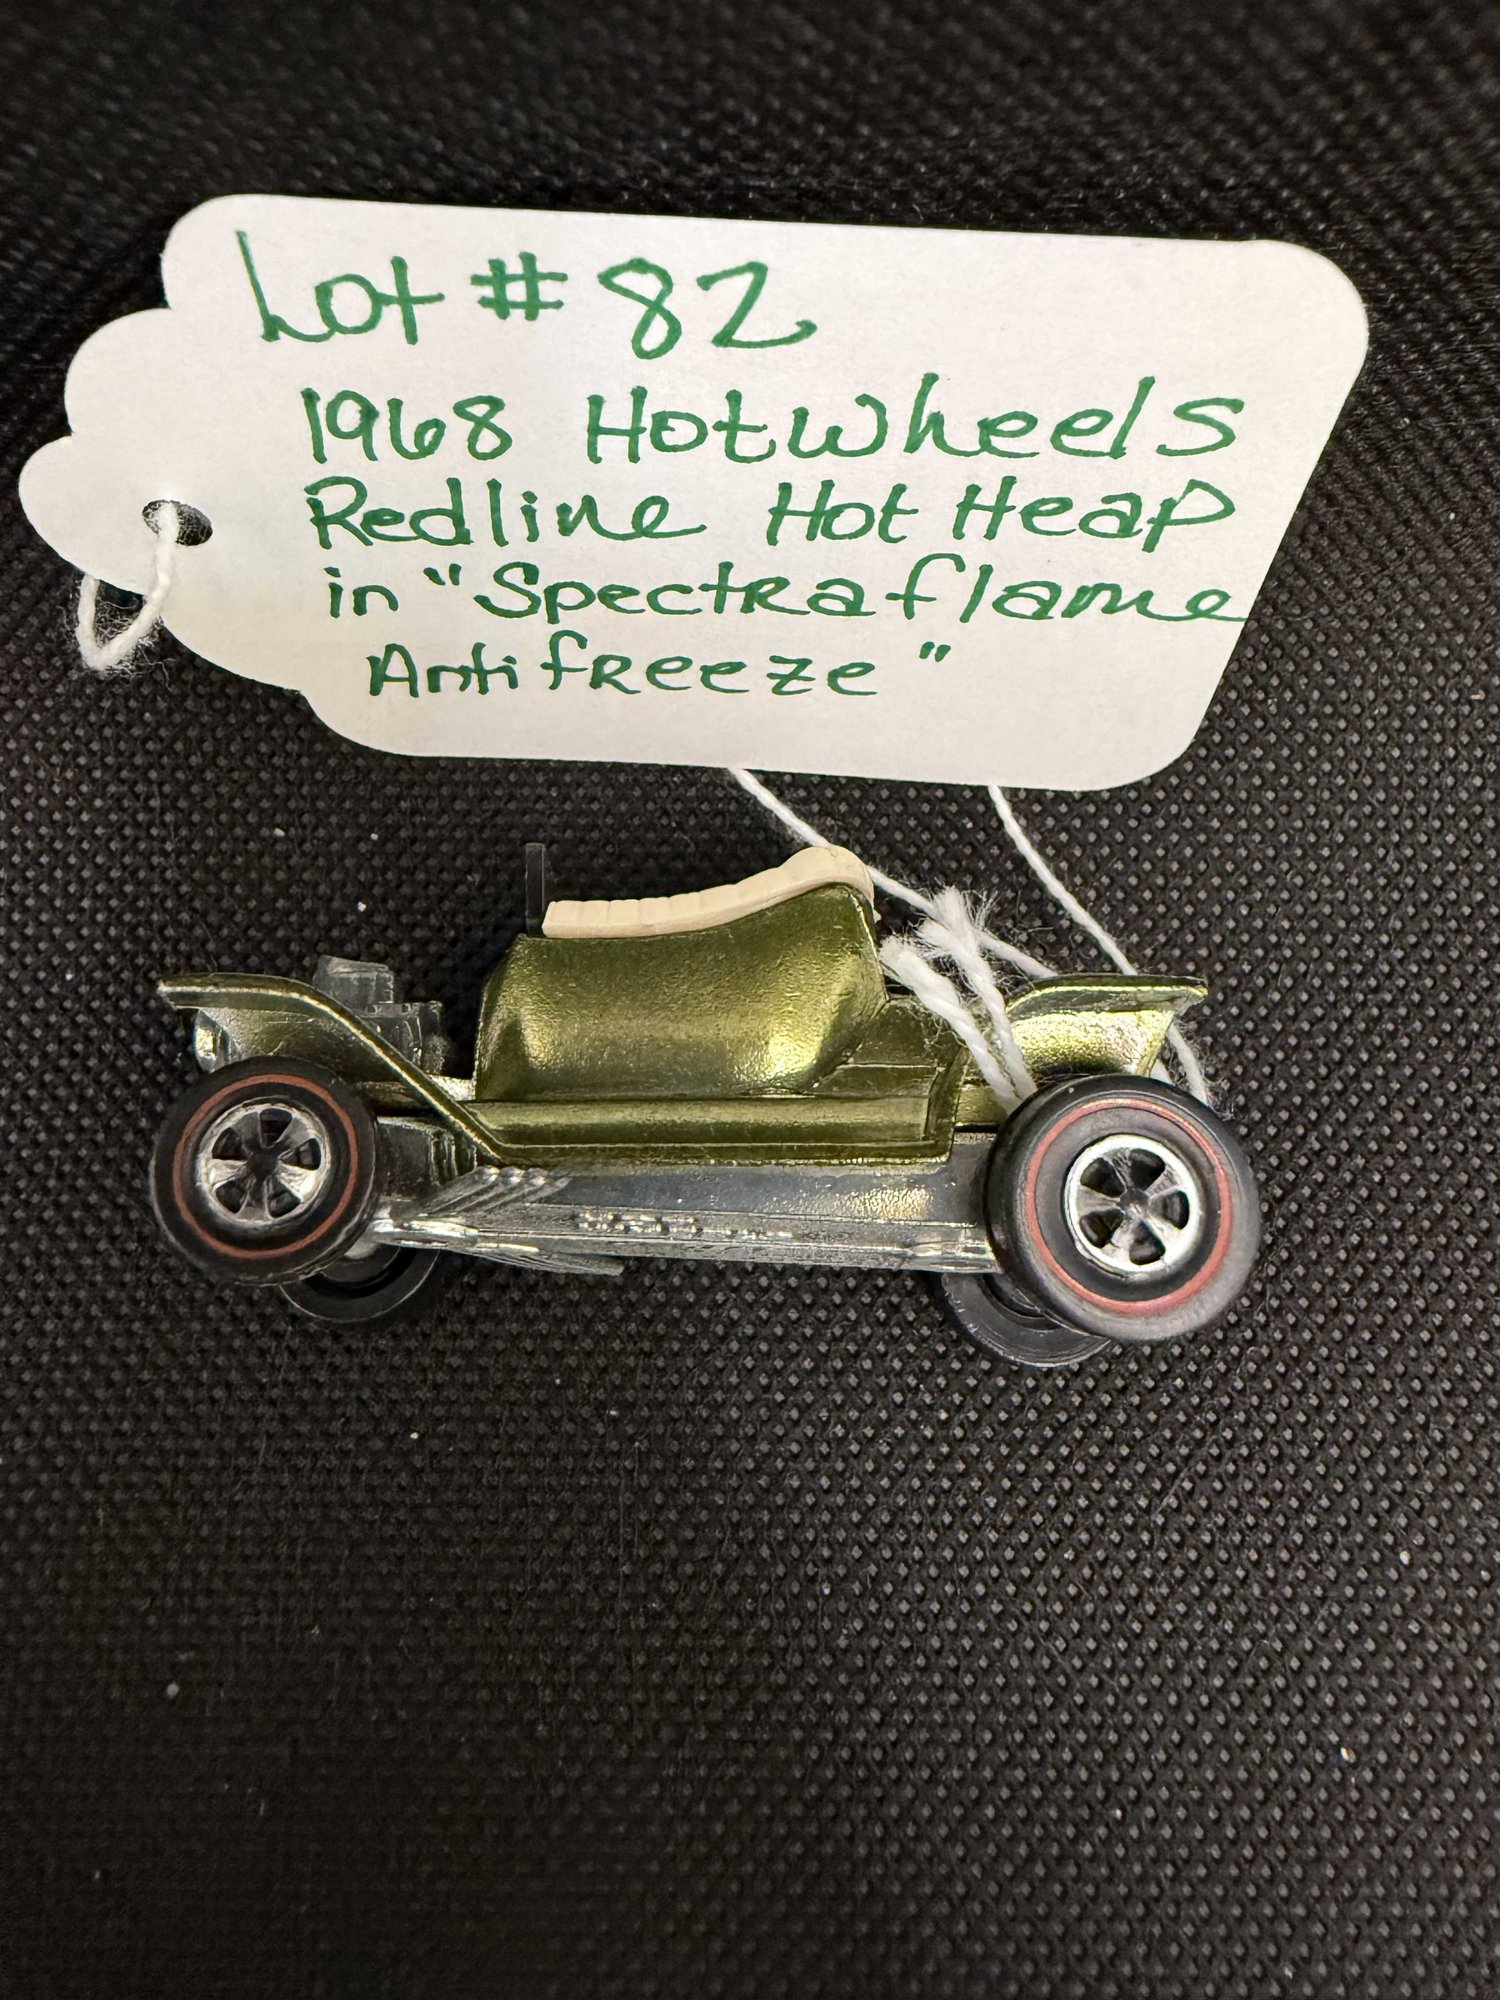 Lot # 82
1968 Hotwheels
Redline Hot Heap
in "Spectraflame
Antifreeze"